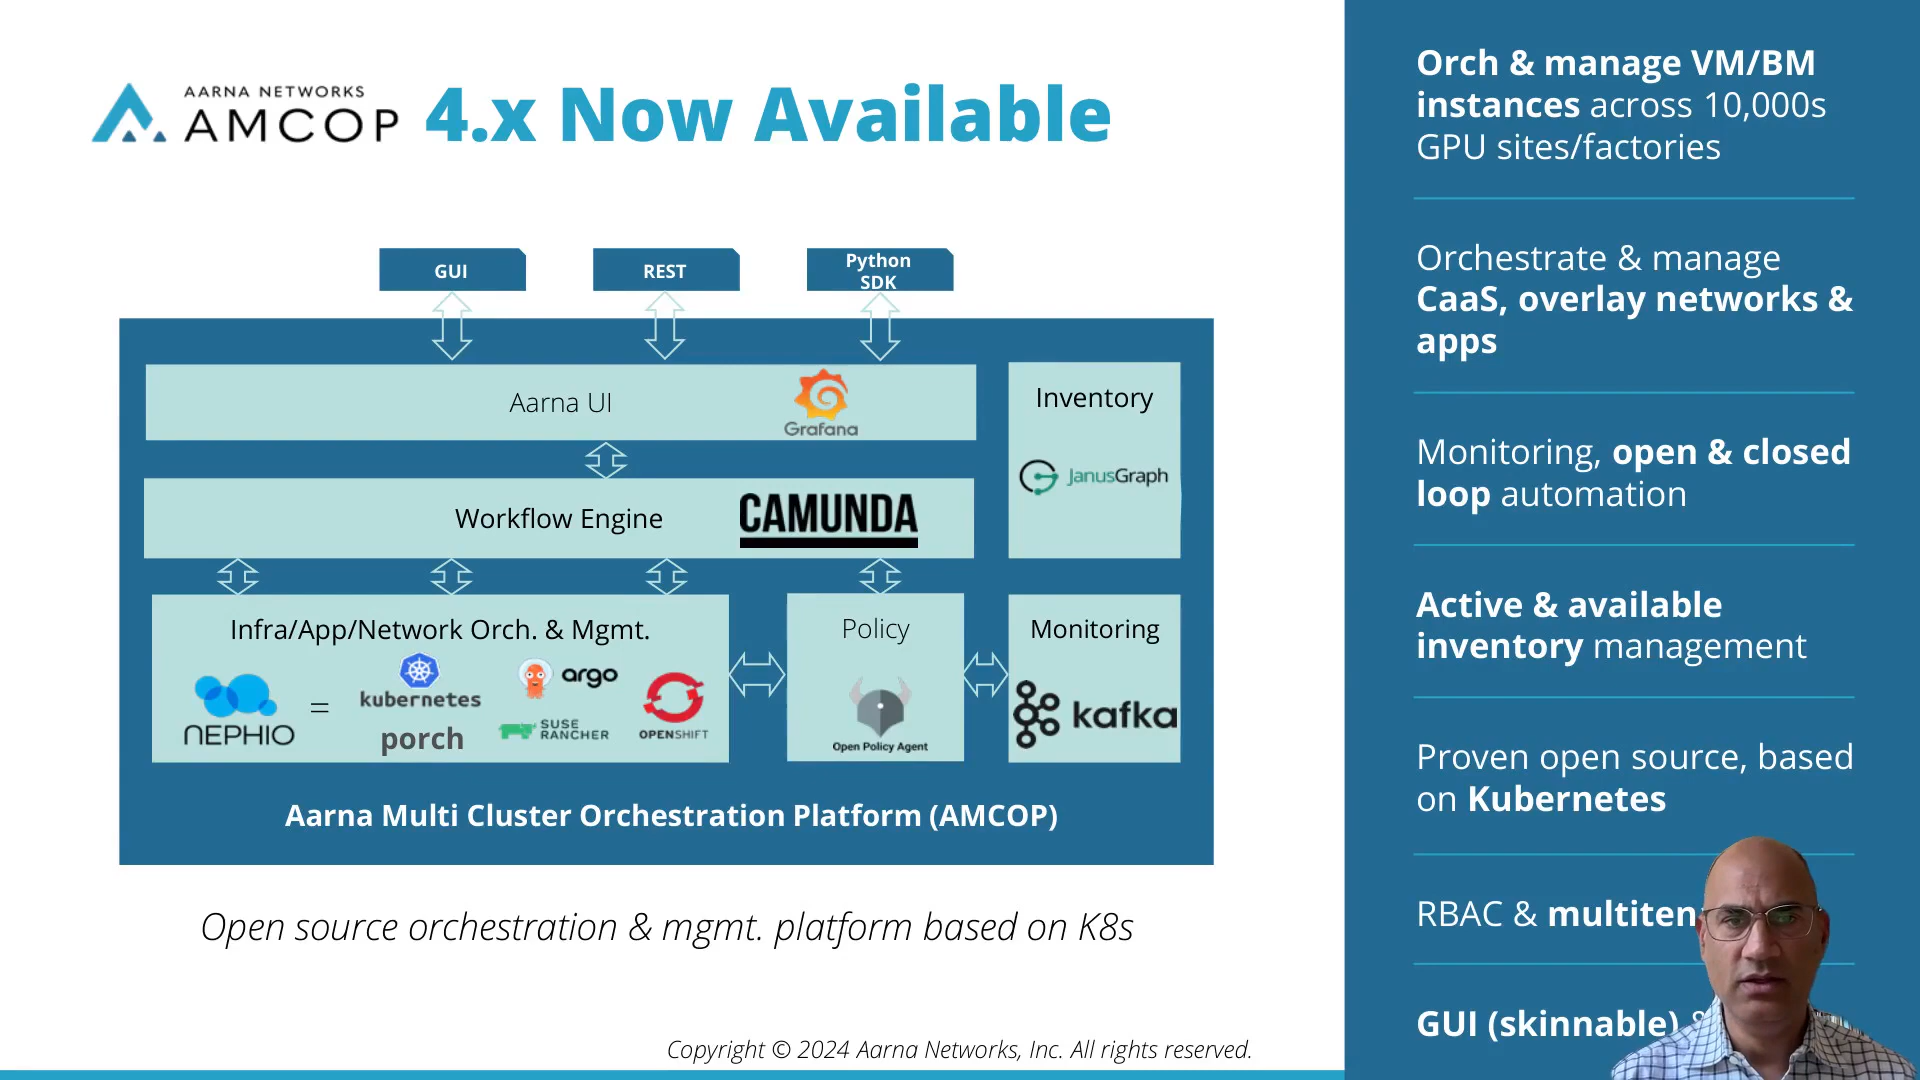 AARNA NETWORKS
AMCOP
4.x Now Available
GUI
REST
Python
SDK
Aarna UI
Grafana
Inventory
JanusGraph
Workflow Engine
CAMUNDA
Infra/App/Network Orch. & Mgmt.
NEPHIO
=
kubernetes
porch
argo
SUSE
RANCHER
OPENSHIFT
Policy
Open Policy Agent
Monitoring
kafka
Aarna Multi Cluster Orchestration Platform (AMCOP)
Open source orchestration & mgmt. platform based on K8s
Copyright © 2024 Aarna Networks, Inc. All rights reserved.
Orch & manage VM/BM
instances across 10,000s
GPU sites/factories
Orchestrate & manage
CaaS, overlay networks &
apps
Monitoring, open & closed
loop automation
Active & available
inventory management
Proven open source, based
on Kubernetes
RBAC &
GUI (skinnable)